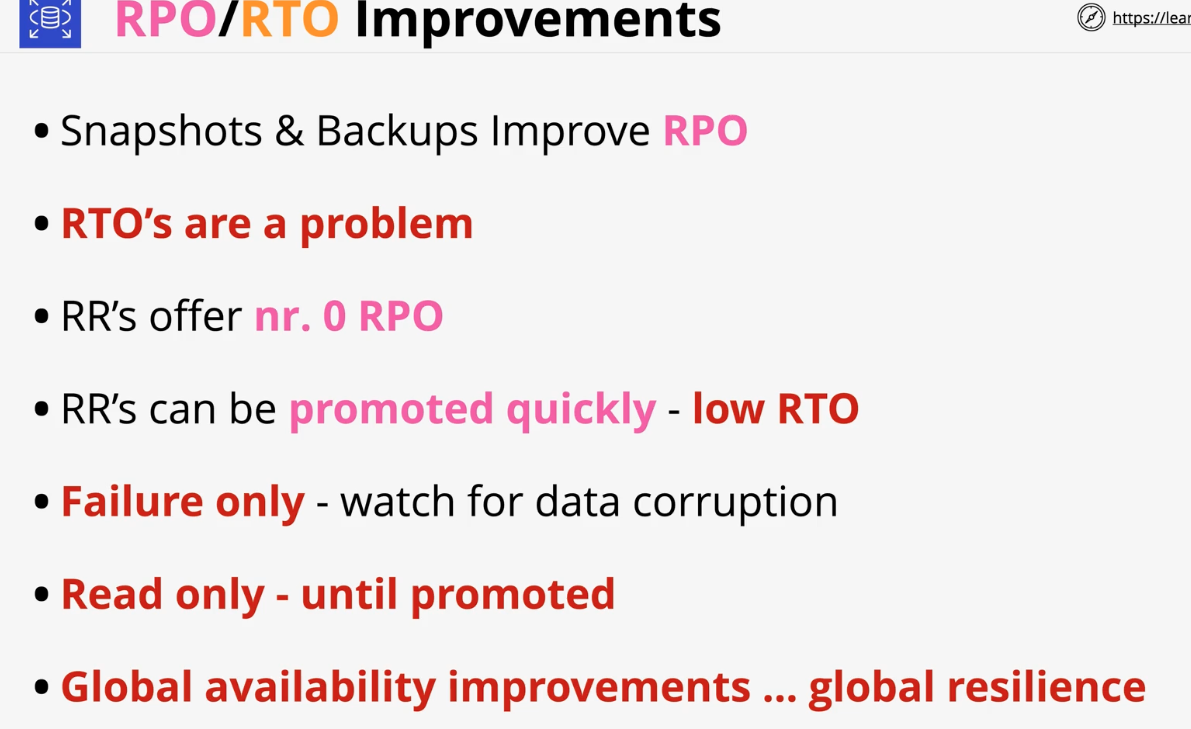 RPO/RTO Improvements
https://lear
• Snapshots & Backups Improve RPO
• RTO’s are a problem
• RR’s offer nr. 0 RPO
• RR’s can be promoted quickly - low RTO
• Failure only - watch for data corruption
• Read only - until promoted
• Global availability improvements ... global resilience